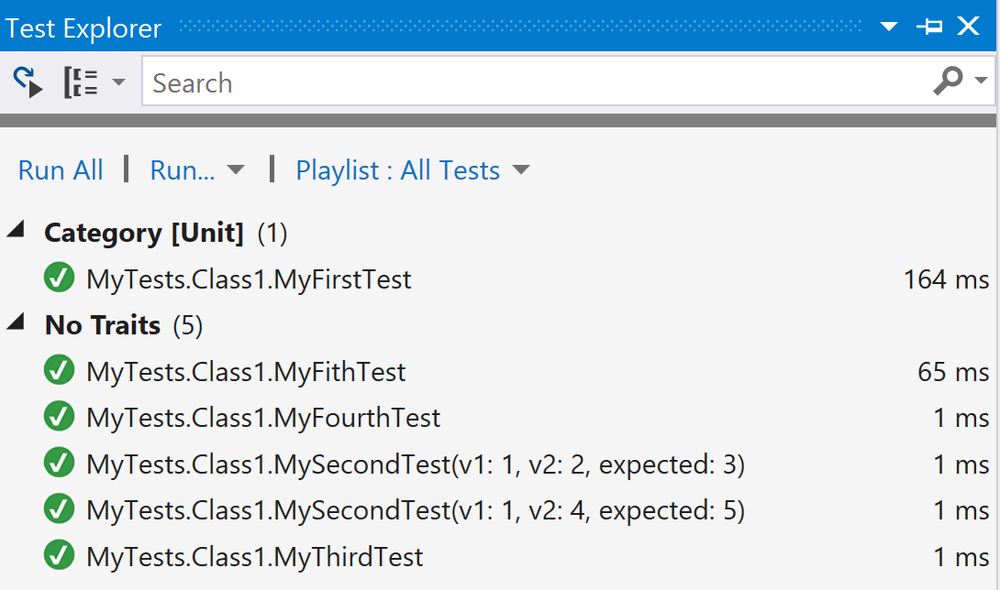 Test Explorer
Search
Run All | Run... | Playlist : All Tests
Category [Unit] (1)
MyTests.Class1.MyFirstTest 164 ms
No Traits (5)
MyTests.Class1.MyFithTest 65 ms
MyTests.Class1.MyFourthTest 1 ms
MyTests.Class1.MySecondTest(v1: 1, v2: 2, expected: 3) 1 ms
MyTests.Class1.MySecondTest(v1: 1, v2: 4, expected: 5) 1 ms
MyTests.Class1.MyThirdTest 1 ms